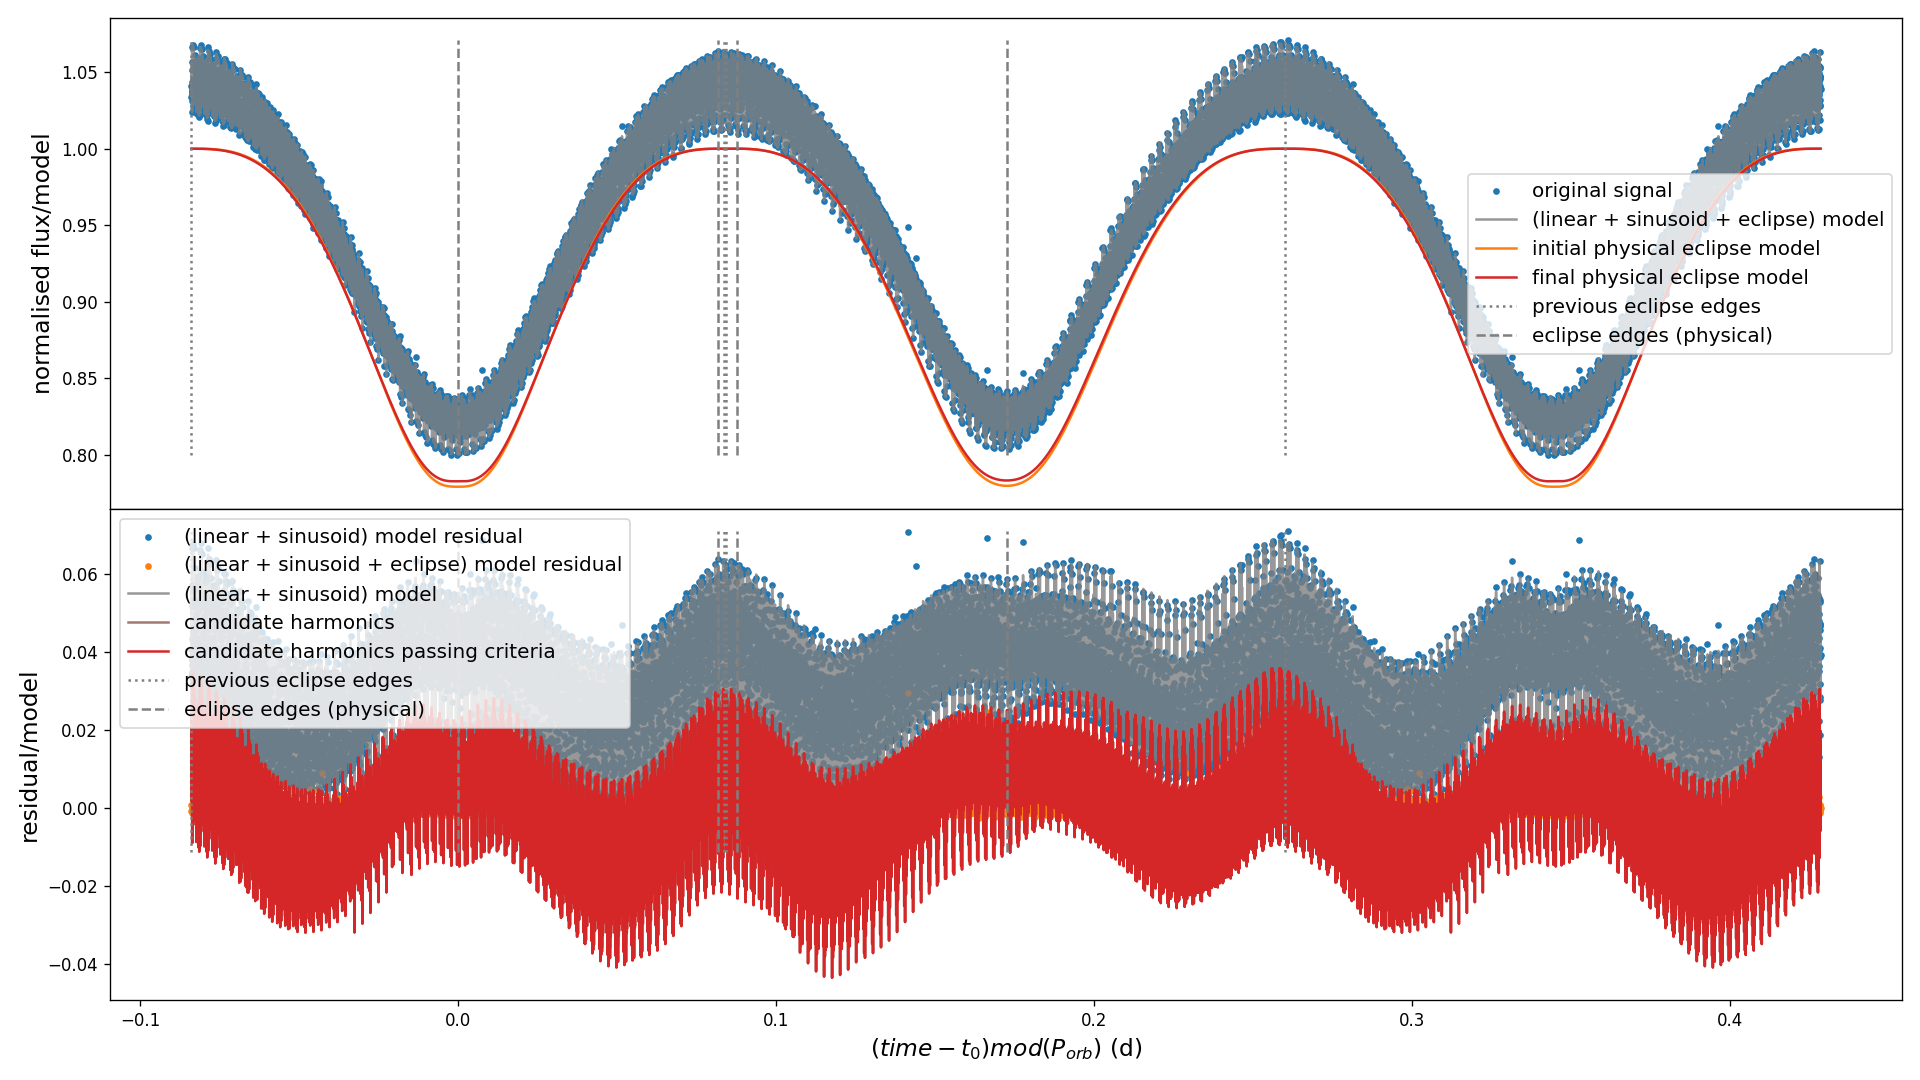 normalised flux/model
1.05
1.00
0.95
0.90
0.85
0.80
original signal
(linear + sinusoid + eclipse) model
initial physical eclipse model
final physical eclipse model
previous eclipse edges
eclipse edges (physical)
residual/model
0.06
0.04
0.02
0.00
−0.02
−0.04
(linear + sinusoid) model residual
(linear + sinusoid + eclipse) model residual
(linear + sinusoid) model
candidate harmonics
candidate harmonics passing criteria
previous eclipse edges
eclipse edges (physical)
−0.1 0.0 0.1 0.2 0.3 0.4
(time − t₀)mod(P_orb) (d)